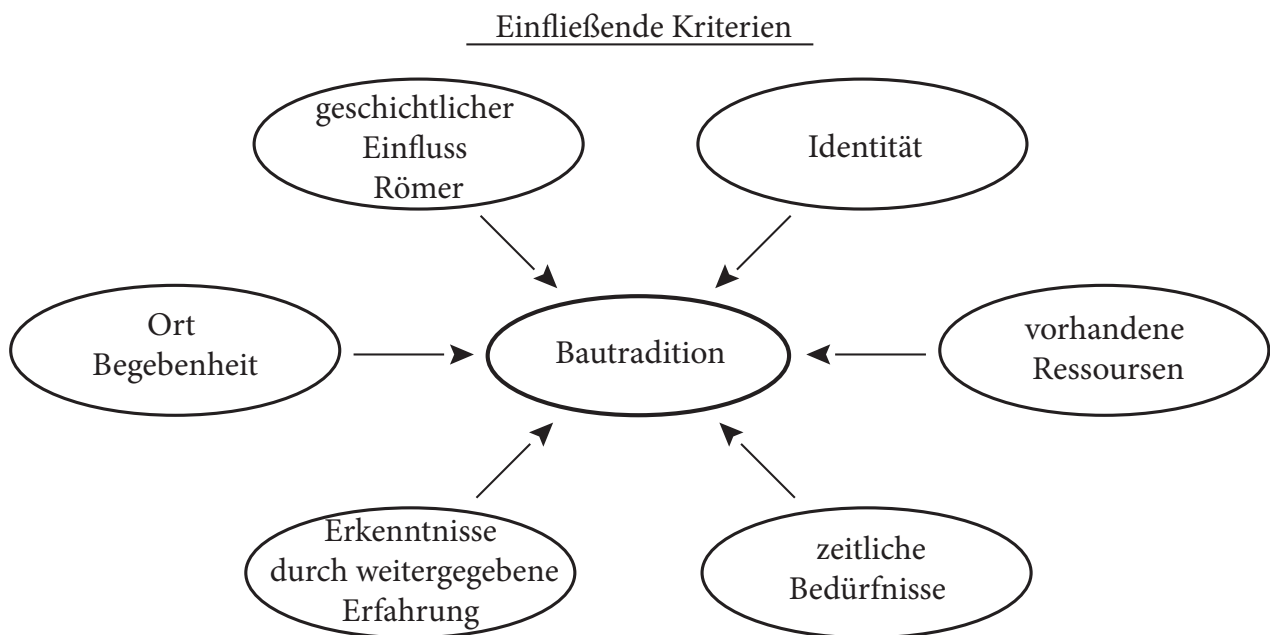 Einfließende Kriterien
geschichtlicher
Einfluss
Römer
Identität
Ort
Begebenheit
Bautradition
vorhandene
Ressoursen
Erkenntnisse
durch weitergegebene
Erfahrung
zeitliche
Bedürfnisse